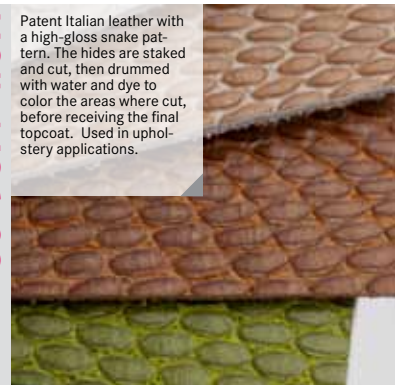 Patent Italian leather with
a high-gloss snake pat-
tern. The hides are staked
and cut, then drummed
with water and dye to
color the areas where cut,
before receiving the final
topcoat.  Used in uphol-
stery applications.